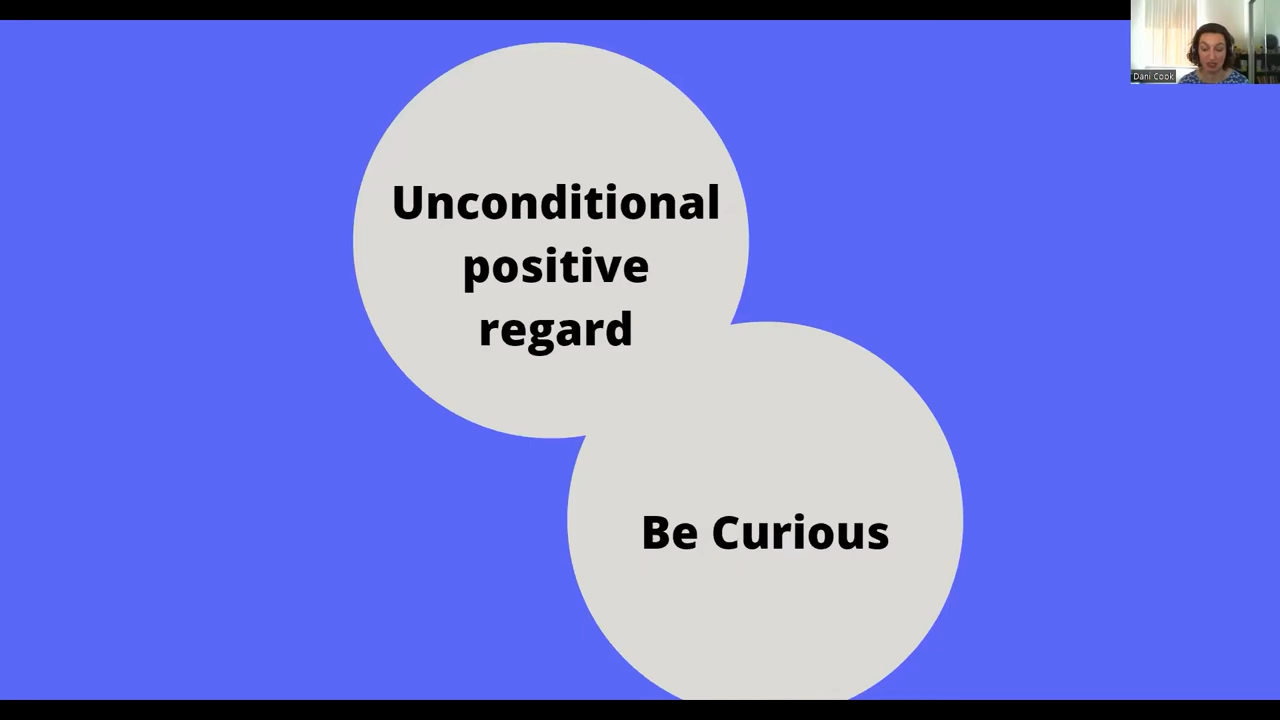 Dani Cook
Unconditional
positive
regard
Be Curious